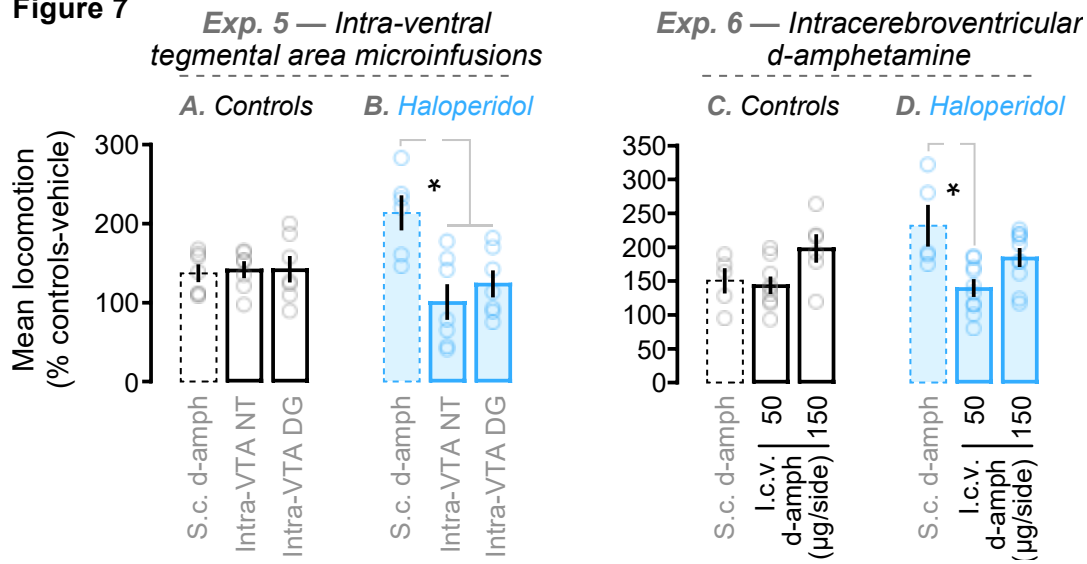 Figure 7
Exp. 5 — Intra-ventral
tegmental area microinfusions
A. Controls
B. Haloperidol
Mean locomotion
(% controls-vehicle)
300
200
100
0
*
S.c. d-amph
Intra-VTA NT
Intra-VTA DG
S.c. d-amph
Intra-VTA NT
Intra-VTA DG
Exp. 6 — Intracerebroventricular
d-amphetamine
C. Controls
D. Haloperidol
350
300
250
200
150
100
50
0
*
S.c. d-amph
50
150
I.c.v.
d-amph
(µg/side)
S.c. d-amph
50
150
I.c.v.
d-amph
(µg/side)